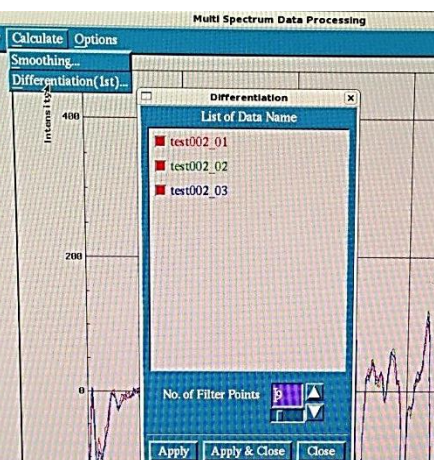 Multi Spectrum Data Processing
Calculate Options
Smoothing...
Differentiation(1st)...
Intensity
400
200
0
Differentiation
List of Data Name
test002_01
test002_02
test002_03
No. of Filter Points 9
Apply Apply & Close Close